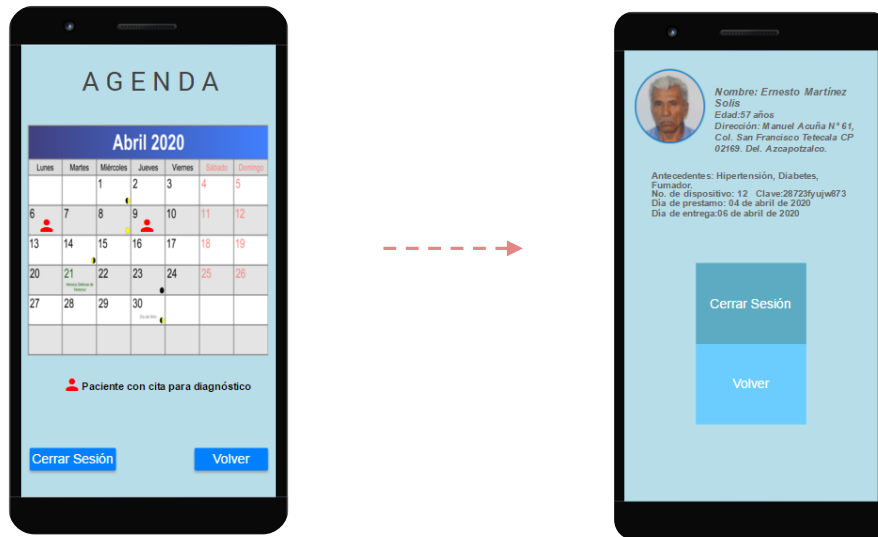 AGENDA
Abril 2020
Lunes Martes Miércoles Jueves Viernes Sábado Domingo
1 2 3 4 5
6 7 8 9 10 11 12
13 14 15 16 17 18 19
20 21 22 23 24 25 26
27 28 29 30
Paciente con cita para diagnóstico
Cerrar Sesión Volver
Nombre: Ernesto Martínez
Solís
Edad:57 años
Dirección: Manuel Acuña N° 61,
Col. San Francisco Tetecala CP
02169. Del. Azcapotzalco.
Antecedentes: Hipertensión, Diabetes,
Fumador.
No. de dispositivo: 12 Clave:28723fyujw873
Día de prestamo: 04 de abril de 2020
Día de entrega:06 de abril de 2020
Cerrar Sesión
Volver